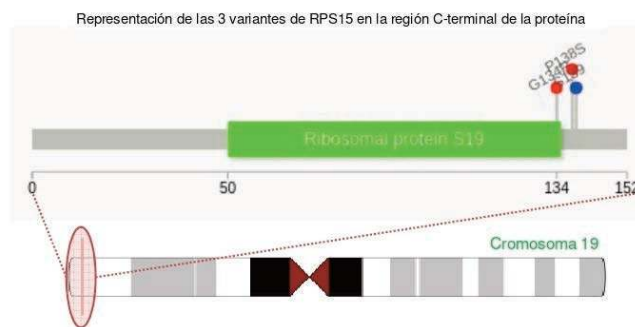 Representación de las 3 variantes de RPS15 en la región C-terminal de la proteína
P138S
Ribosomal protein S19
0 50 134 152
Cromosoma 19